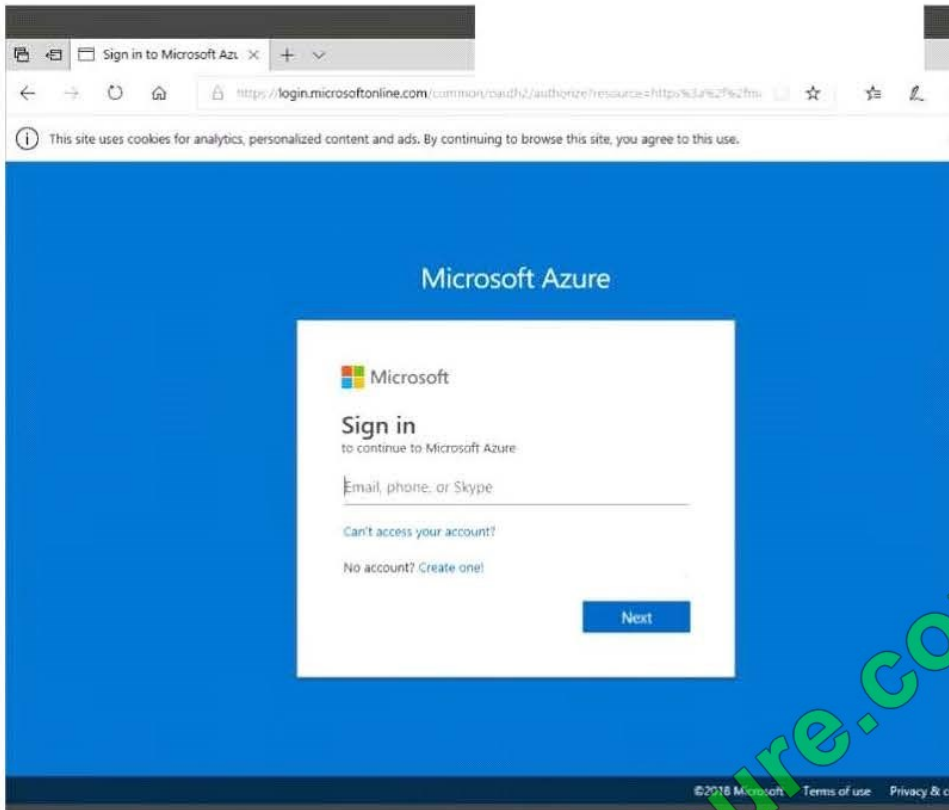 Sign in to Microsoft Azu
https://login.microsoftonline.com/common/oauth2/authorize?resource=https%3a%2f%2fma
This site uses cookies for analytics, personalized content and ads. By continuing to browse this site, you agree to this use.
Microsoft Azure
Microsoft
Sign in
to continue to Microsoft Azure
Email, phone, or Skype
Can't access your account?
No account? Create one!
Next
©2018 Microsoft Terms of use Privacy &
ure.co